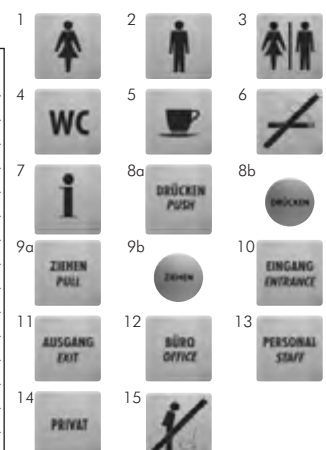 1 2 3
4 WC 5 6
7 8a DRÜCKEN 8b DRÜCKEN
PUSH
9a ZIEHEN 9b ZIEHEN 10 EINGANG
PULL ENTRANCE
11 AUSGANG 12 BÜRO 13 PERSONAL
EXIT OFFICE STAFF
14 PRIVAT 15